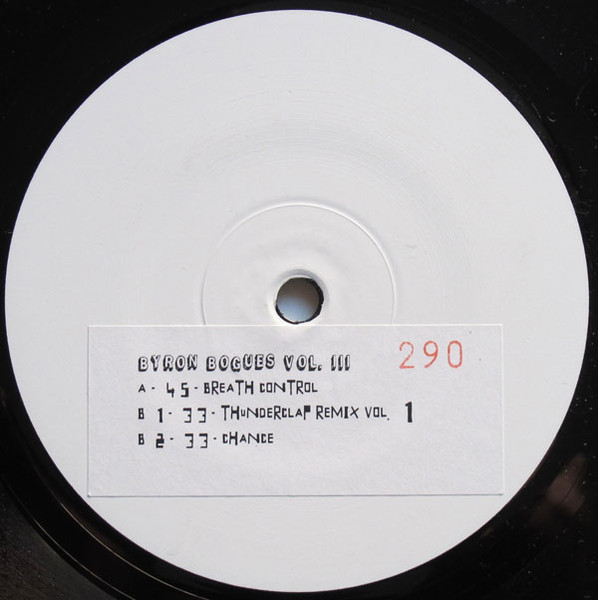 BYRON BOGUES VOL. III 290
A - 45 - BREATH CONTROL
B 1 - 33 - THUNDERCLAP REMIX VOL. 1
B 2 - 33 - CHANCE